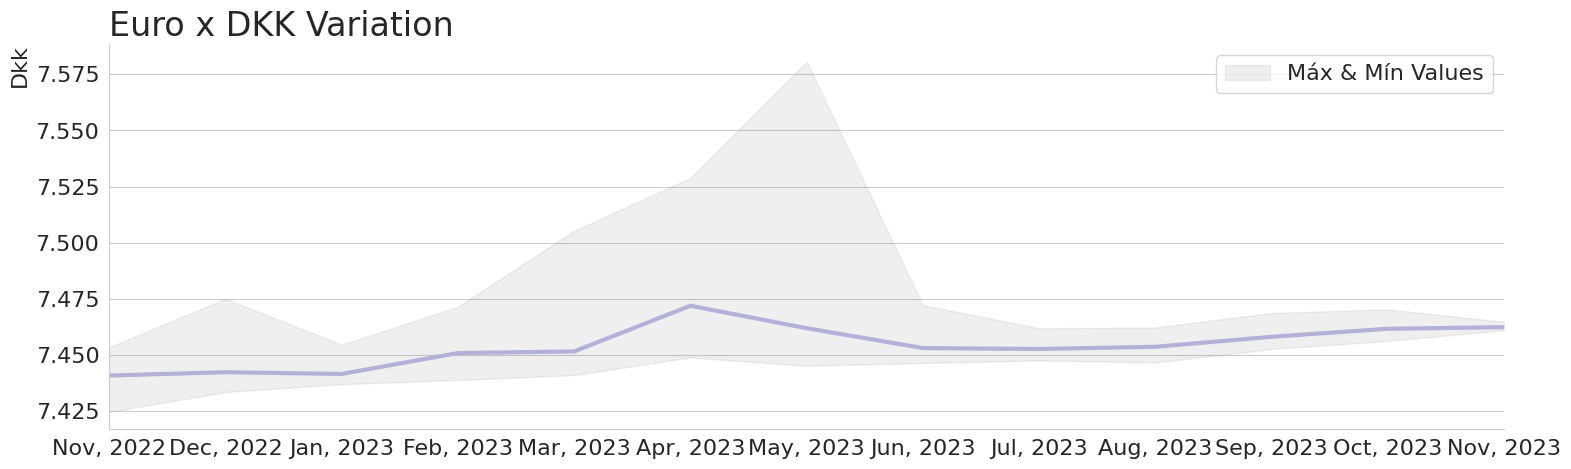 Euro x DKK Variation
Dkk
Máx & Mín Values
7.575
7.550
7.525
7.500
7.475
7.450
7.425
Nov, 2022 Dec, 2022 Jan, 2023 Feb, 2023 Mar, 2023 Apr, 2023 May, 2023 Jun, 2023 Jul, 2023 Aug, 2023 Sep, 2023 Oct, 2023 Nov, 2023